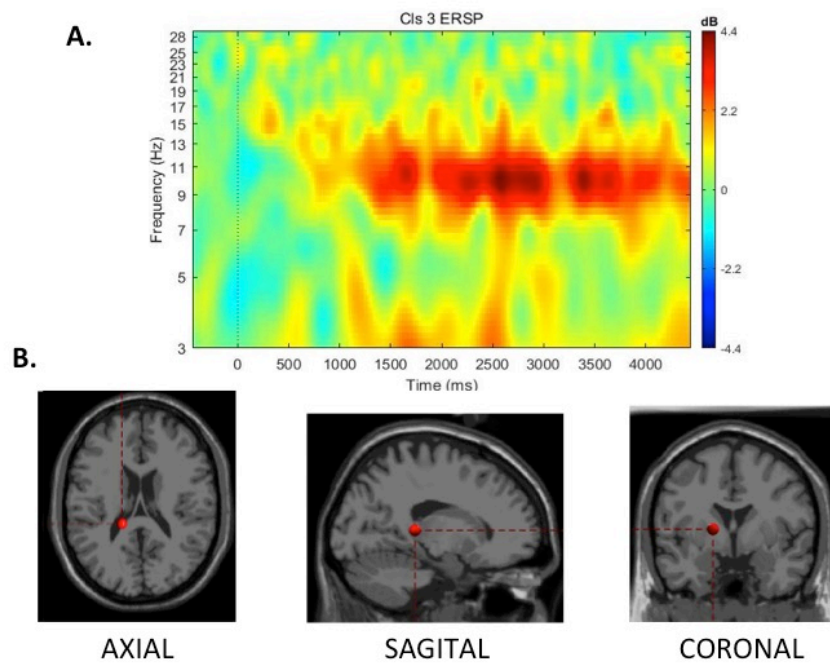 A.
Cls 3 ERSP
dB
4.4
2.2
0
-2.2
-4.4
Frequency (Hz)
28
25
23
21
19
17
15
13
11
9
7
5
3
0 500 1000 1500 2000 2500 3000 3500 4000
Time (ms)
B.
AXIAL SAGITAL CORONAL